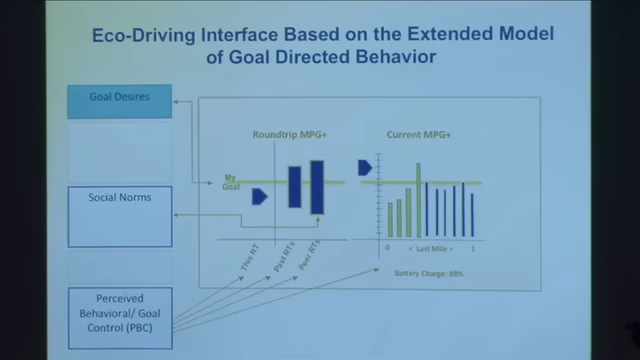 Eco-Driving Interface Based on the Extended Model
of Goal Directed Behavior
Goal Desires
Roundtrip MPG+
Current MPG+
My
Goal
Social Norms
0 < Last Mile > 1
This RT
Past RTs
Peer RTs
Battery Charge: 88%
Perceived
Behavioral/ Goal
Control (PBC)